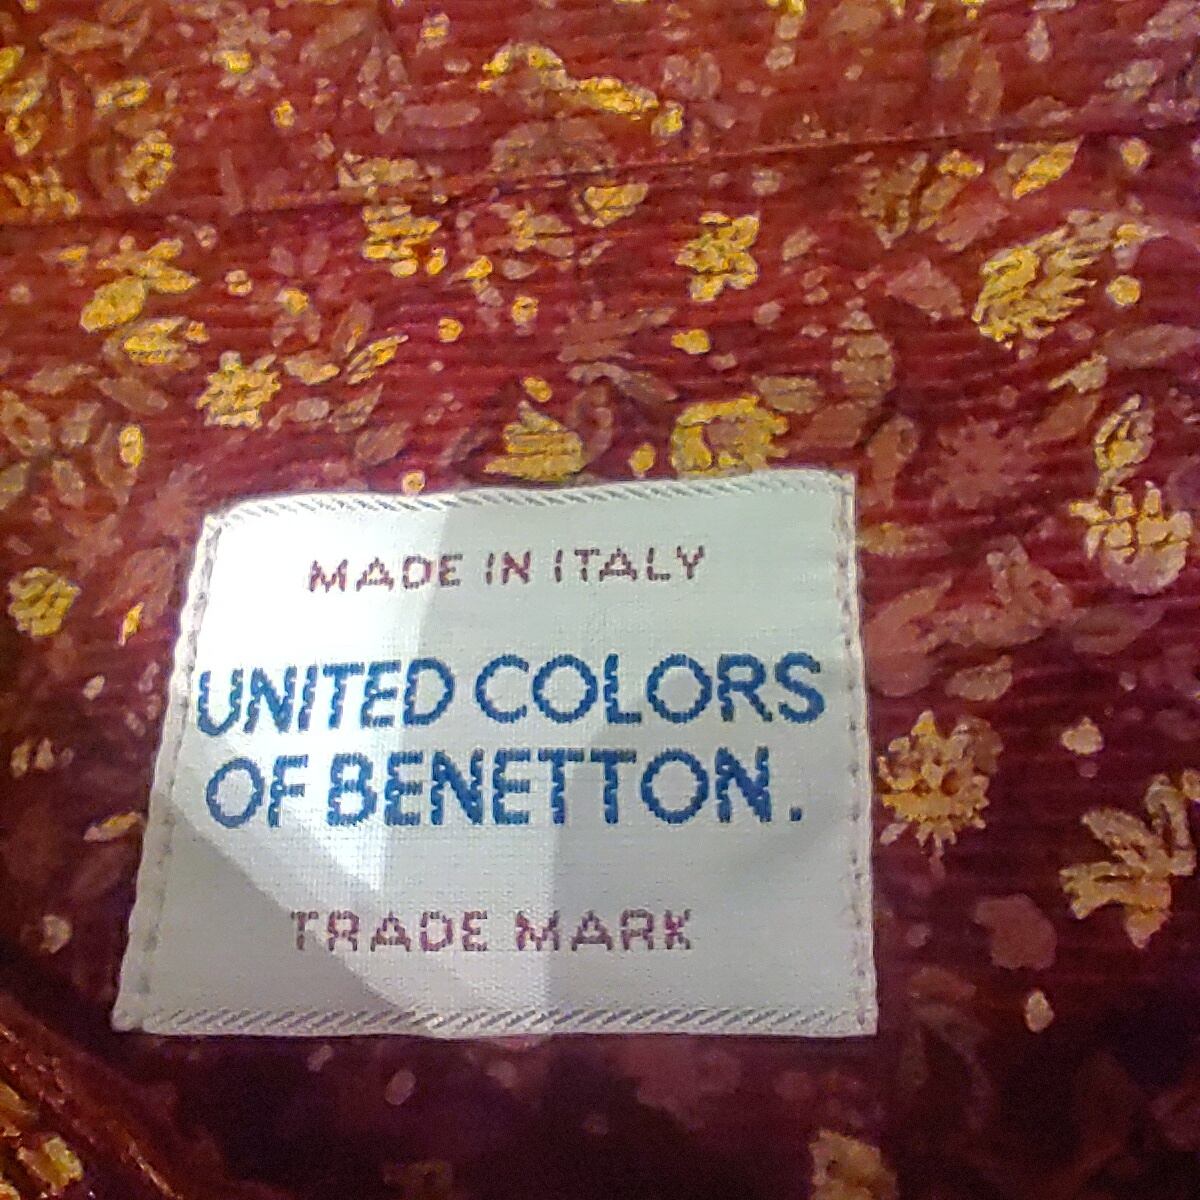 MADE IN ITALY
UNITED COLORS
OF BENETTON.
TRADE MARK